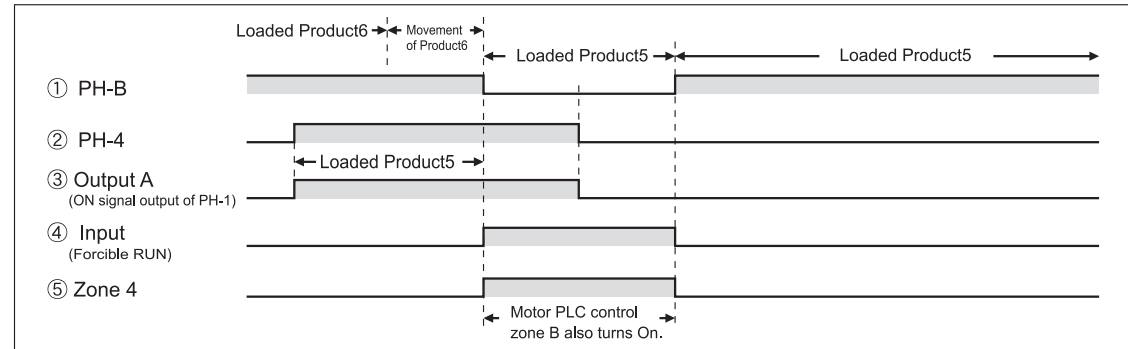 Loaded Product6
Movement
of Product6
Loaded Product5
Loaded Product5
① PH-B
② PH-4
Loaded Product5
③ Output A
(ON signal output of PH-1)
④ Input
(Forcible RUN)
⑤ Zone 4
Motor PLC control
zone B also turns On.